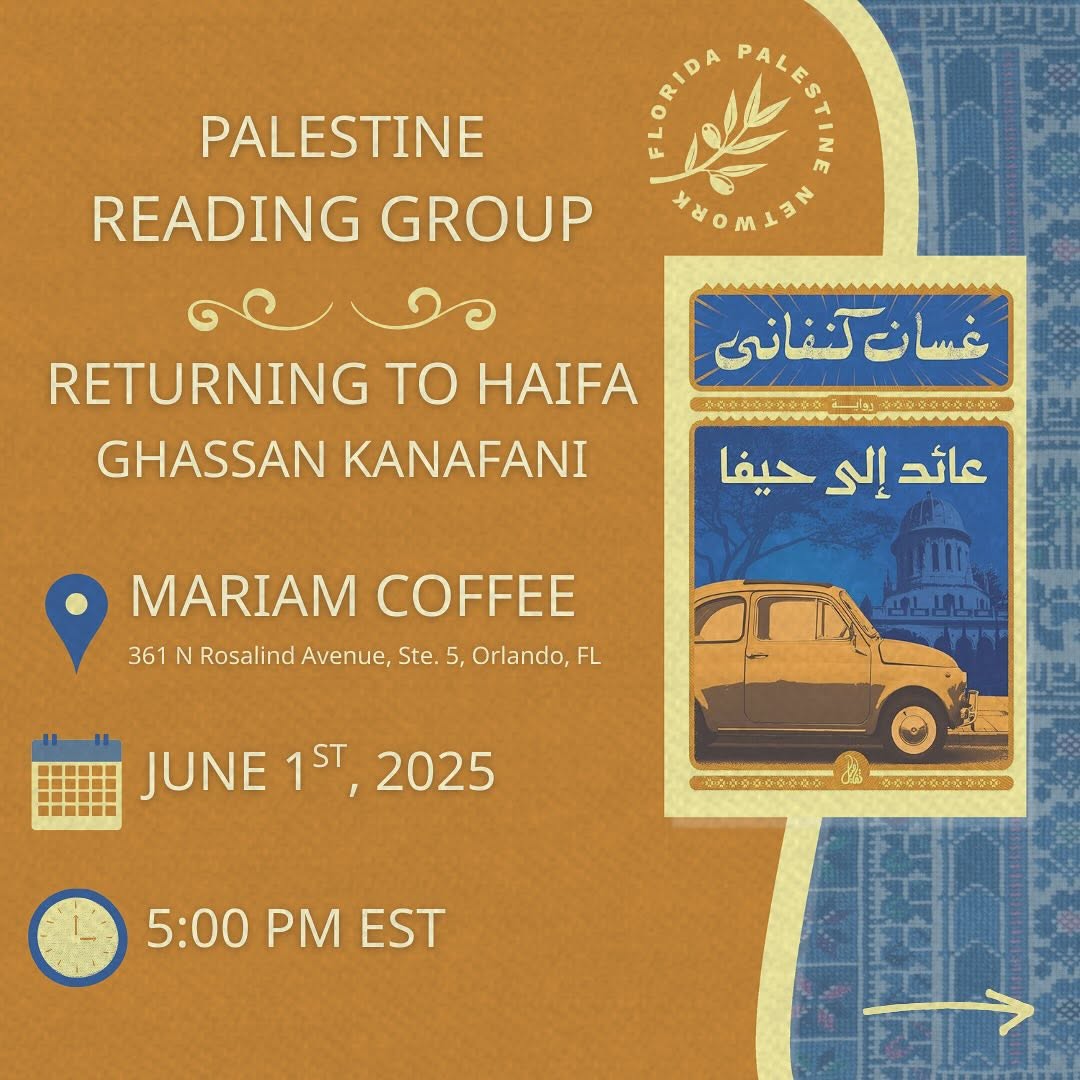 FLORIDA PALESTINE NETWORK
PALESTINE
READING GROUP
RETURNING TO HAIFA
GHASSAN KANAFANI
غسان كنفانى
رواية
عائد إلى حيفا
MARIAM COFFEE
361 N Rosalind Avenue, Ste. 5, Orlando, FL
JUNE 1ST, 2025
5:00 PM EST